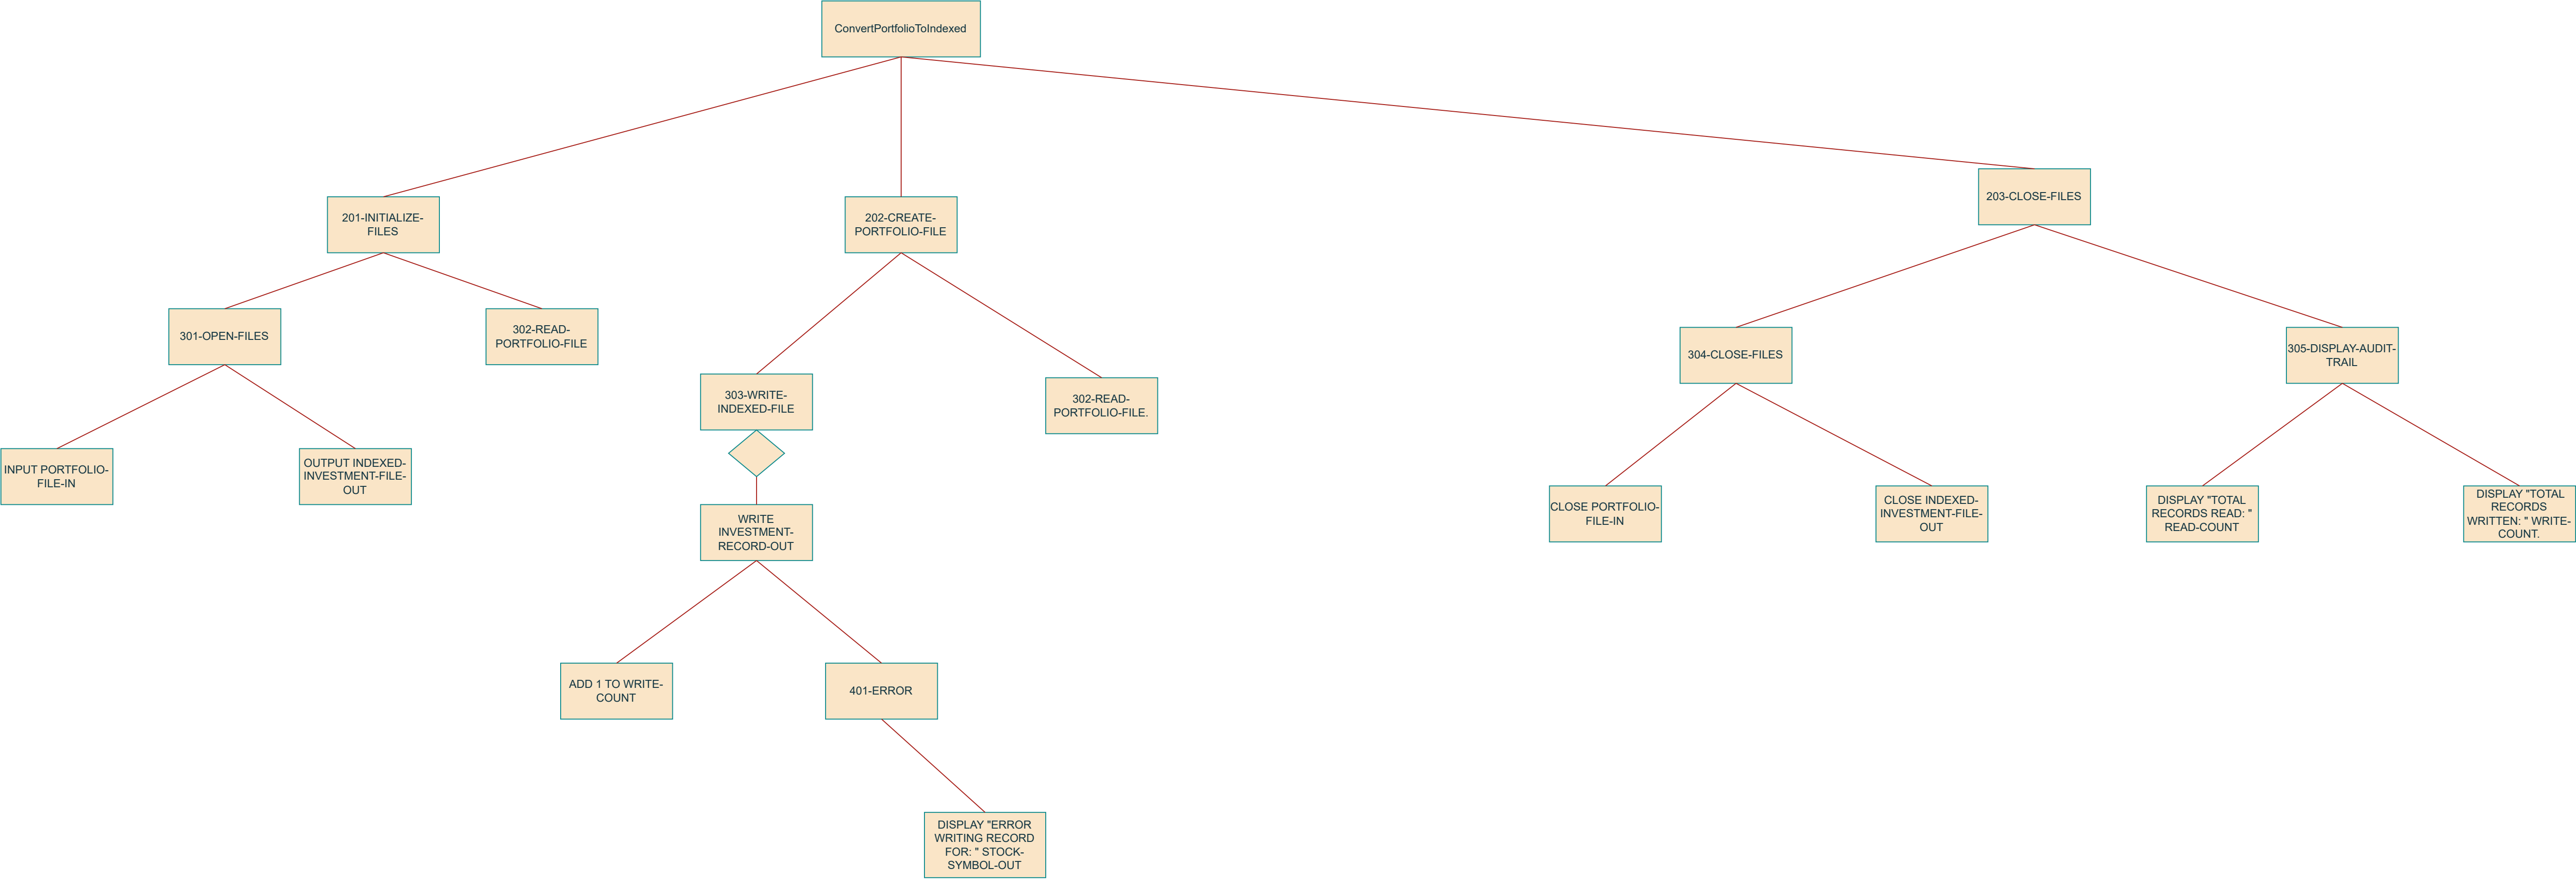 ConvertPortfolioToIndexed
201-INITIALIZE-
FILES
202-CREATE-
PORTFOLIO-FILE
203-CLOSE-FILES
301-OPEN-FILES
302-READ-
PORTFOLIO-FILE
303-WRITE-
INDEXED-FILE
302-READ-
PORTFOLIO-FILE.
304-CLOSE-FILES
305-DISPLAY-AUDIT-
TRAIL
INPUT PORTFOLIO-
FILE-IN
OUTPUT INDEXED-
INVESTMENT-FILE-
OUT
WRITE
INVESTMENT-
RECORD-OUT
CLOSE PORTFOLIO-
FILE-IN
CLOSE INDEXED-
INVESTMENT-FILE-
OUT
DISPLAY "TOTAL
RECORDS READ: "
READ-COUNT
DISPLAY "TOTAL
RECORDS
WRITTEN: " WRITE-
COUNT.
ADD 1 TO WRITE-
COUNT
401-ERROR
DISPLAY "ERROR
WRITING RECORD
FOR: " STOCK-
SYMBOL-OUT